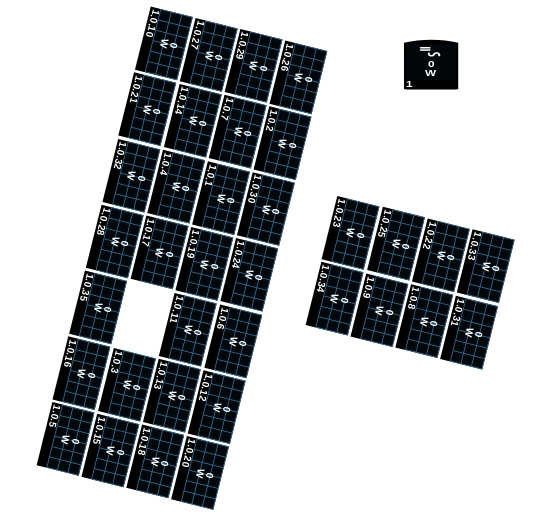 1.0.10
0
W
1.0.27
0
W
1.0.29
0
W
1.0.26
0
W
1.0.21
0
W
1.0.14
0
W
1.0.7
0
W
1.0.2
0
W
1.0.32
0
W
1.0.4
0
W
1.0.1
0
W
1.0.30
0
W
1.0.28
0
W
1.0.17
0
W
1.0.19
0
W
1.0.24
0
W
1.0.35
0
W
1.0.11
0
W
1.0.6
0
W
1.0.16
0
W
1.0.3
0
W
1.0.13
0
W
1.0.12
0
W
1.0.5
0
W
1.0.15
0
W
1.0.18
0
W
1.0.20
0
W
0
W
1
1.0.23
0
W
1.0.25
0
W
1.0.22
0
W
1.0.33
0
W
1.0.34
0
W
1.0.9
0
W
1.0.8
0
W
1.0.31
0
W